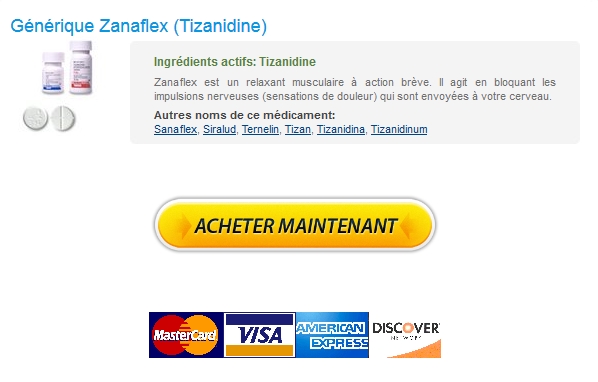 Générique Zanaflex (Tizanidine)
Ingrédients actifs: Tizanidine
Zanaflex est un relaxant musculaire à action brève. Il agit en bloquant les
impulsions nerveuses (sensations de douleur) qui sont envoyées à votre cerveau.
Autres noms de ce médicament:
Sanaflex, Siralud, Ternelin, Tizan, Tizanidina, Tizanidinum
ACHETER MAINTENANT
MasterCard VISA AMERICAN EXPRESS DISCOVER NETWORK